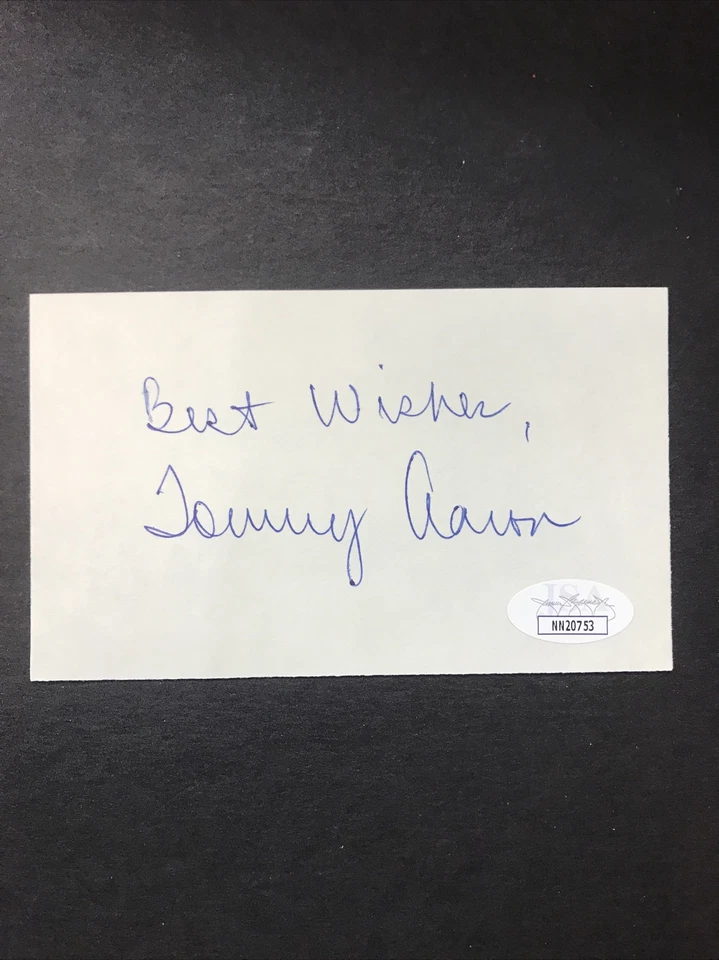 Best Wishes,
Tommy Aaron
JSA
NN20753